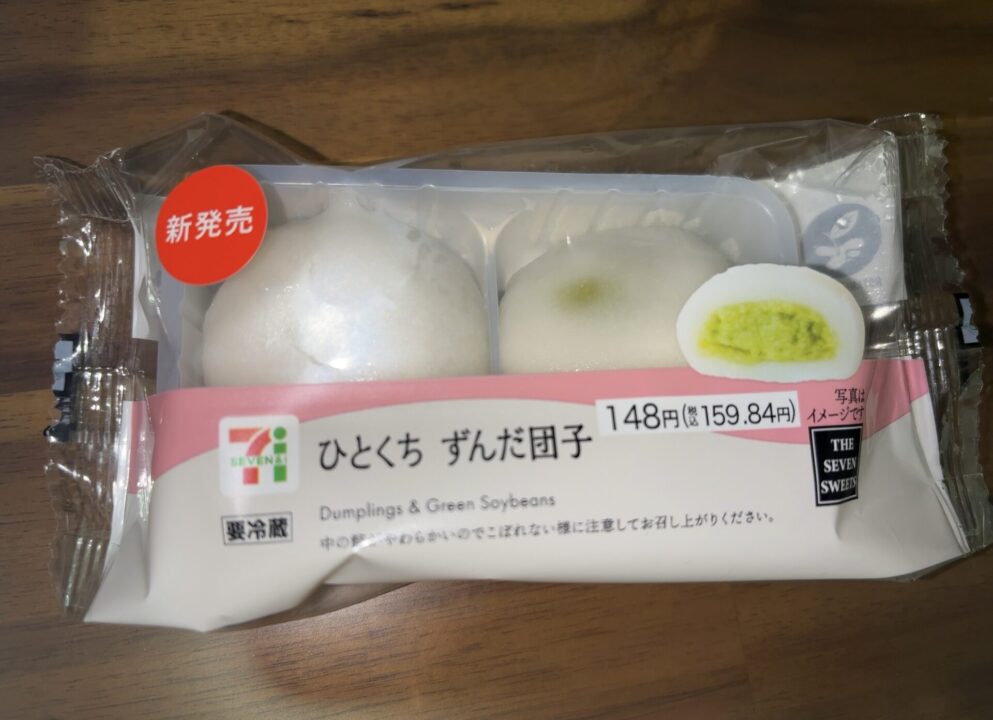 新発売
SEVEN&i
ひとくち ずんだ団子
148円(税込159.84円)
写真は
イメージです
THE
SEVEN
SWEETS
Dumplings & Green Soybeans
要冷蔵
中の餡がやわらかいのでこぼれない様に注意してお召し上がりください。